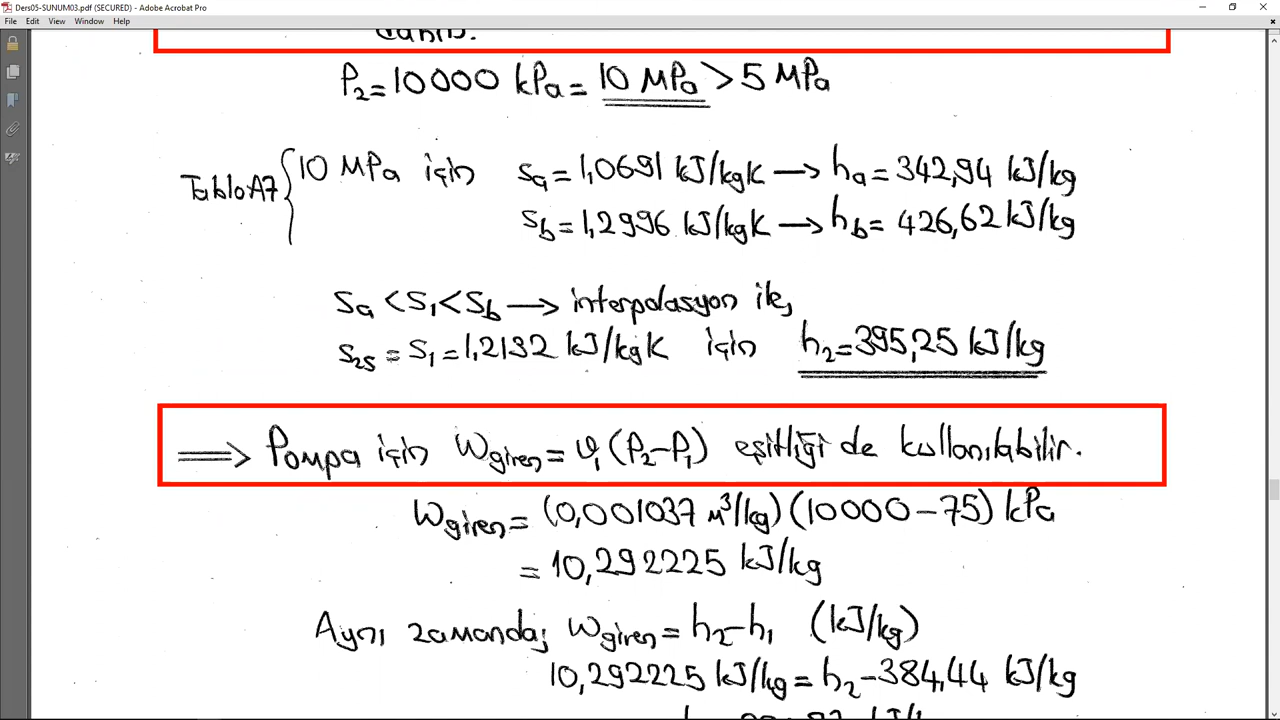 Ders05-SUNUM03.pdf (SECURED) - Adobe Acrobat Pro
File Edit View Window Help
P₂=10000 kPa=10 MPa>5 MPa
TabloA7 { 10 MPa için sa=1,0691 kJ/kgK → ha=342,94 kJ/kg
sb=1,2996 kJ/kgK → hb=426,62 kJ/kg
sa<s₁<sb → interpolasyon ile,
s₂s=s₁=1,2132 kJ/kgK için h₂=395,25 kJ/kg
⟹ Pompa için wgiren=v₁(P₂-P₁) eşitliği de kullanılabilir.
wgiren=(0,001037 m³/kg)(10000-75) kPa
=10,292225 kJ/kg
Aynı zamanda; wgiren=h₂-h₁ (kJ/kg)
10,292225 kJ/kg=h₂-384,44 kJ/kg